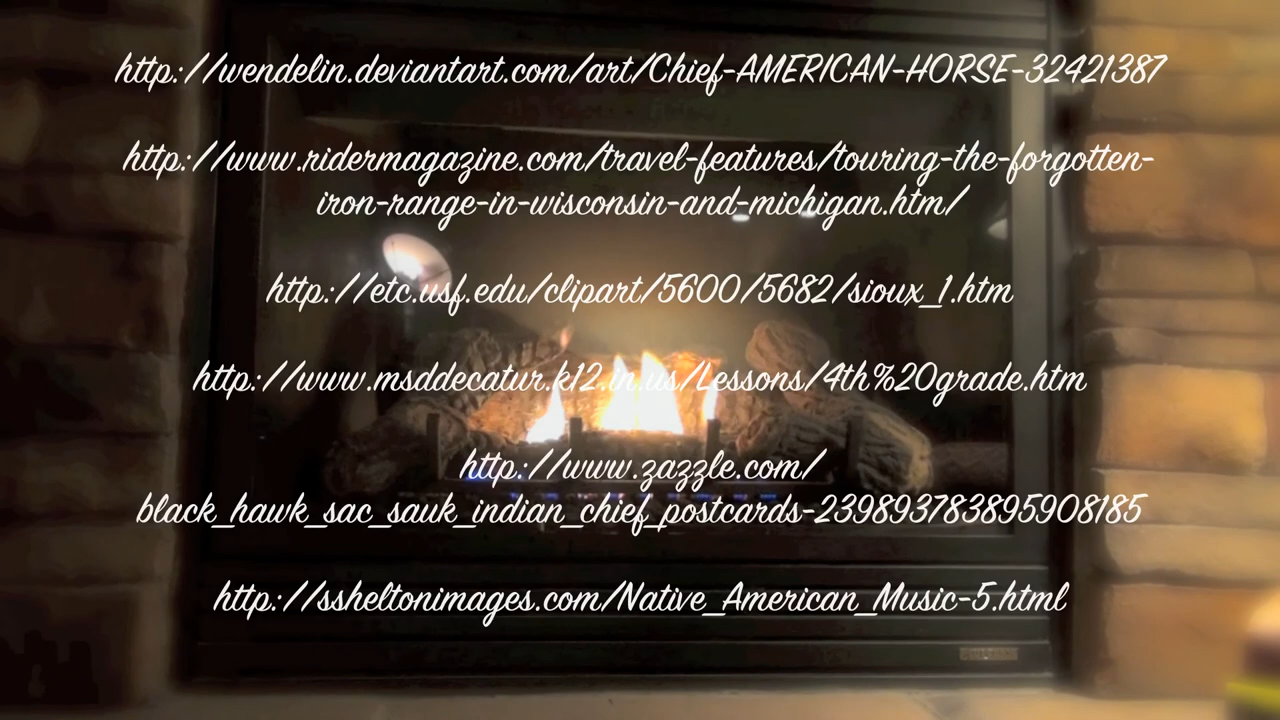 http://wendelin.deviantart.com/art/Chief-AMERICAN-HORSE-32421387
http://www.ridermagazine.com/travel-features/touring-the-forgotten-
iron-range-in-wisconsin-and-michigan.htm/
http://etc.usf.edu/clipart/5600/5682/sioux_1.htm
http://www.msddecatur.k12.in.us/Lessons/4th%20grade.htm
http://www.zazzle.com/
black_hawk_sac_sauk_indian_chief_postcards-239893783895908185
http://ssheltonimages.com/Native_American_Music-5.html